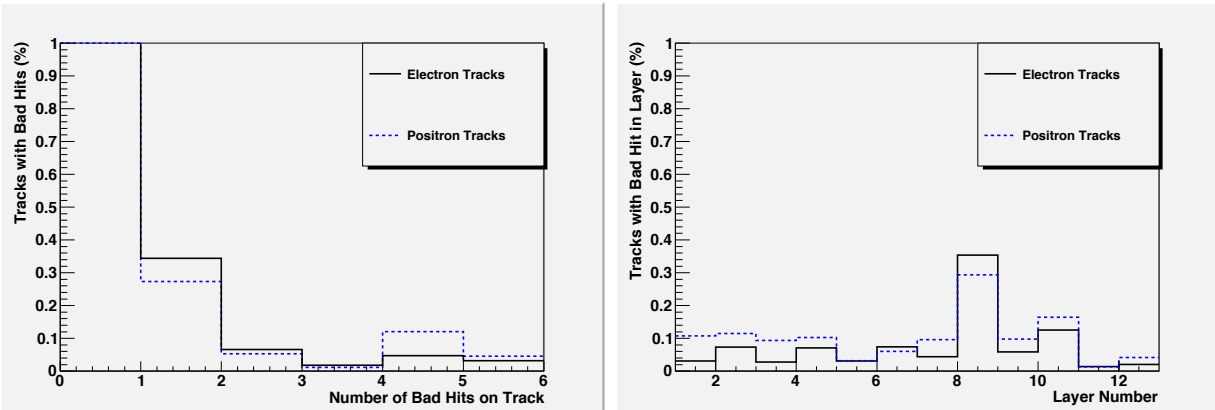 Tracks with Bad Hits (%)
1
0.9
0.8
0.7
0.6
0.5
0.4
0.3
0.2
0.1
0
0 1 2 3 4 5 6
Number of Bad Hits on Track
Electron Tracks
Positron Tracks
Tracks with Bad Hit in Layer (%)
1
0.9
0.8
0.7
0.6
0.5
0.4
0.3
0.2
0.1
0
2 4 6 8 10 12
Layer Number
Electron Tracks
Positron Tracks